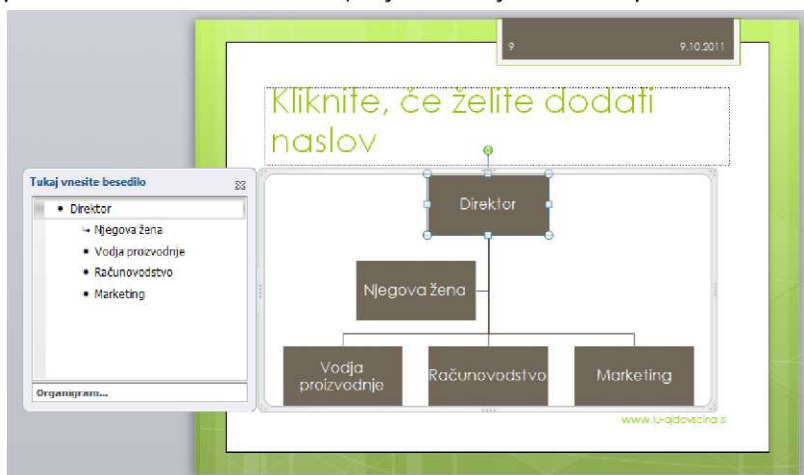 9
9.10.2011
Kliknite, če želite dodati
naslov
Tukaj vnesite besedilo
Direktor
Njegova žena
Vodja proizvodnje
Računovodstvo
Marketing
Organigram...
Direktor
Njegova žena
Vodja
proizvodnje
Računovodstvo
Marketing
www.lu-ajdovscina.si